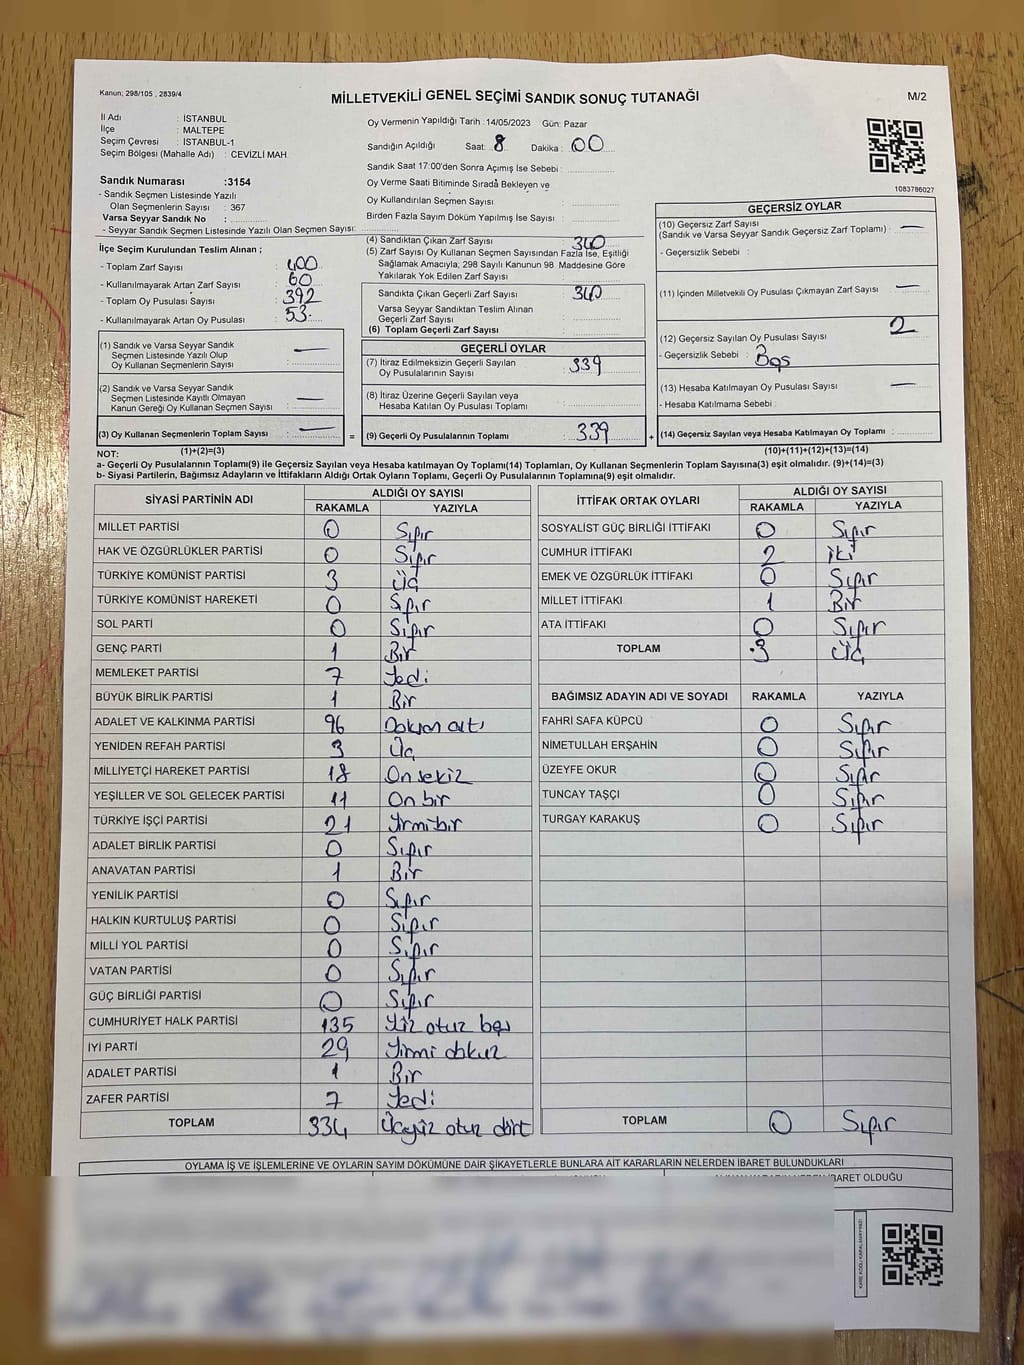 Kanun; 298/105 , 2839/4
MİLLETVEKİLİ GENEL SEÇİMİ SANDIK SONUÇ TUTANAĞI
M/2
İl Adı : İSTANBUL
İlçe : MALTEPE
Seçim Çevresi : İSTANBUL-1
Seçim Bölgesi (Mahalle Adı) : CEVİZLİ MAH.
Oy Vermenin Yapıldığı Tarih :14/05/2023 Gün: Pazar
Sandığın Açıldığı Saat: 8 Dakika: 00
Sandık Saat 17:00'den Sonra Açımış İse Sebebi :
Oy Verme Saati Bitiminde Sırada Bekleyen ve
Oy Kullandırılan Seçmen Sayısı
Birden Fazla Sayım Döküm Yapılmış İse Sayısı :
1083786027
Sandık Numarası :3154
- Sandık Seçmen Listesinde Yazılı
Olan Seçmenlerin Sayısı : 367
Varsa Seyyar Sandık No :
- Seyyar Sandık Seçmen Listesinde Yazılı Olan Seçmen Sayısı:
İlçe Seçim Kurulundan Teslim Alınan ;
- Toplam Zarf Sayısı : 400
- Kullanılmayarak Artan Zarf Sayısı : 60
- Toplam Oy Pusulası Sayısı : 392
- Kullanılmayarak Artan Oy Pusulası : 53
(1) Sandık ve Varsa Seyyar Sandık
Seçmen Listesinde Yazılı Olup
Oy Kullanan Seçmenlerin Sayısı : —
(2) Sandık ve Varsa Seyyar Sandık
Seçmen Listesinde Kayıtlı Olmayan
Kanun Gereği Oy Kullanan Seçmen Sayısı : —
(3) Oy Kullanan Seçmenlerin Toplam Sayısı : —
(4) Sandıktan Çıkan Zarf Sayısı : 340
(5) Zarf Sayısı Oy Kullanan Seçmen Sayısından Fazla İse, Eşitliği
Sağlamak Amacıyla; 298 Sayılı Kanunun 98 Maddesine Göre
Yakılarak Yok Edilen Zarf Sayısı :
Sandıkta Çıkan Geçerli Zarf Sayısı : 340
Varsa Seyyar Sandıktan Teslim Alınan
Geçerli Zarf Sayısı :
(6) Toplam Geçerli Zarf Sayısı :
GEÇERLİ OYLAR
(7) İtiraz Edilmeksizin Geçerli Sayılan
Oy Pusulalarının Sayısı : 339
(8) İtiraz Üzerine Geçerli Sayılan veya
Hesaba Katılan Oy Pusulası Toplamı :
= (9) Geçerli Oy Pusulalarının Toplamı : 339
GEÇERSİZ OYLAR
(10) Geçersiz Zarf Sayısı
(Sandık ve Varsa Seyyar Sandık Geçersiz Zarf Toplamı) : —
- Geçersizlik Sebebi :
(11) İçinden Milletvekili Oy Pusulası Çıkmayan Zarf Sayısı : —
(12) Geçersiz Sayılan Oy Pusulası Sayısı : 2
- Geçersizlik Sebebi : Boş
(13) Hesaba Katılmayan Oy Pusulası Sayısı : —
- Hesaba Katılmama Sebebi :
+ (14) Geçersiz Sayılan veya Hesaba Katılmayan Oy Toplamı :
NOT: (1)+(2)=(3) (10)+(11)+(12)+(13)=(14)
a- Geçerli Oy Pusulalarının Toplamı(9) ile Geçersiz Sayılan veya Hesaba katılmayan Oy Toplamı(14) Toplamları, Oy Kullanan Seçmenlerin Toplam Sayısına(3) eşit olmalıdır. (9)+(14)=(3)
b- Siyasi Partilerin, Bağımsız Adayların ve İttifakların Aldığı Ortak Oyların Toplamı, Geçerli Oy Pusulalarının Toplamına(9) eşit olmalıdır.
SİYASİ PARTİNİN ADI ALDIĞI OY SAYISI
RAKAMLA YAZIYLA
MİLLET PARTİSİ 0 Sıfır
HAK VE ÖZGÜRLÜKLER PARTİSİ 0 Sıfır
TÜRKİYE KOMÜNİST PARTİSİ 3 Üç
TÜRKİYE KOMÜNİST HAREKETİ 0 Sıfır
SOL PARTİ 0 Sıfır
GENÇ PARTİ 1 Bir
MEMLEKET PARTİSİ 7 Yedi
BÜYÜK BİRLİK PARTİSİ 1 Bir
ADALET VE KALKINMA PARTİSİ 96 Doksan altı
YENİDEN REFAH PARTİSİ 3 Üç
MİLLİYETÇİ HAREKET PARTİSİ 18 On sekiz
YEŞİLLER VE SOL GELECEK PARTİSİ 11 On bir
TÜRKİYE İŞÇİ PARTİSİ 21 Yirmi bir
ADALET BİRLİK PARTİSİ 0 Sıfır
ANAVATAN PARTİSİ 1 Bir
YENİLİK PARTİSİ 0 Sıfır
HALKIN KURTULUŞ PARTİSİ 0 Sıfır
MİLLİ YOL PARTİSİ 0 Sıfır
VATAN PARTİSİ 0 Sıfır
GÜÇ BİRLİĞİ PARTİSİ 0 Sıfır
CUMHURİYET HALK PARTİSİ 135 Yüz otuz beş
İYİ PARTİ 29 Yirmi dokuz
ADALET PARTİSİ 1 Bir
ZAFER PARTİSİ 7 Yedi
TOPLAM 334 Üçyüz otuz dört
İTTİFAK ORTAK OYLARI ALDIĞI OY SAYISI
RAKAMLA YAZIYLA
SOSYALİST GÜÇ BİRLİĞİ İTTİFAKI 0 Sıfır
CUMHUR İTTİFAKI 2 İki
EMEK VE ÖZGÜRLÜK İTTİFAKI 0 Sıfır
MİLLET İTTİFAKI 1 Bir
ATA İTTİFAKI 0 Sıfır
TOPLAM 3 Üç
BAĞIMSIZ ADAYIN ADI VE SOYADI RAKAMLA YAZIYLA
FAHRİ SAFA KÜPCÜ 0 Sıfır
NİMETULLAH ERŞAHİN 0 Sıfır
ÜZEYFE OKUR 0 Sıfır
TUNCAY TAŞÇI 0 Sıfır
TURGAY KARAKUŞ 0 Sıfır
TOPLAM 0 Sıfır
OYLAMA İŞ VE İŞLEMLERİNE VE OYLARIN SAYIM DÖKÜMÜNE DAİR ŞİKAYETLERLE BUNLARA AİT KARARLARIN NELERDEN İBARET BULUNDUKLARI
İBARET OLDUĞU